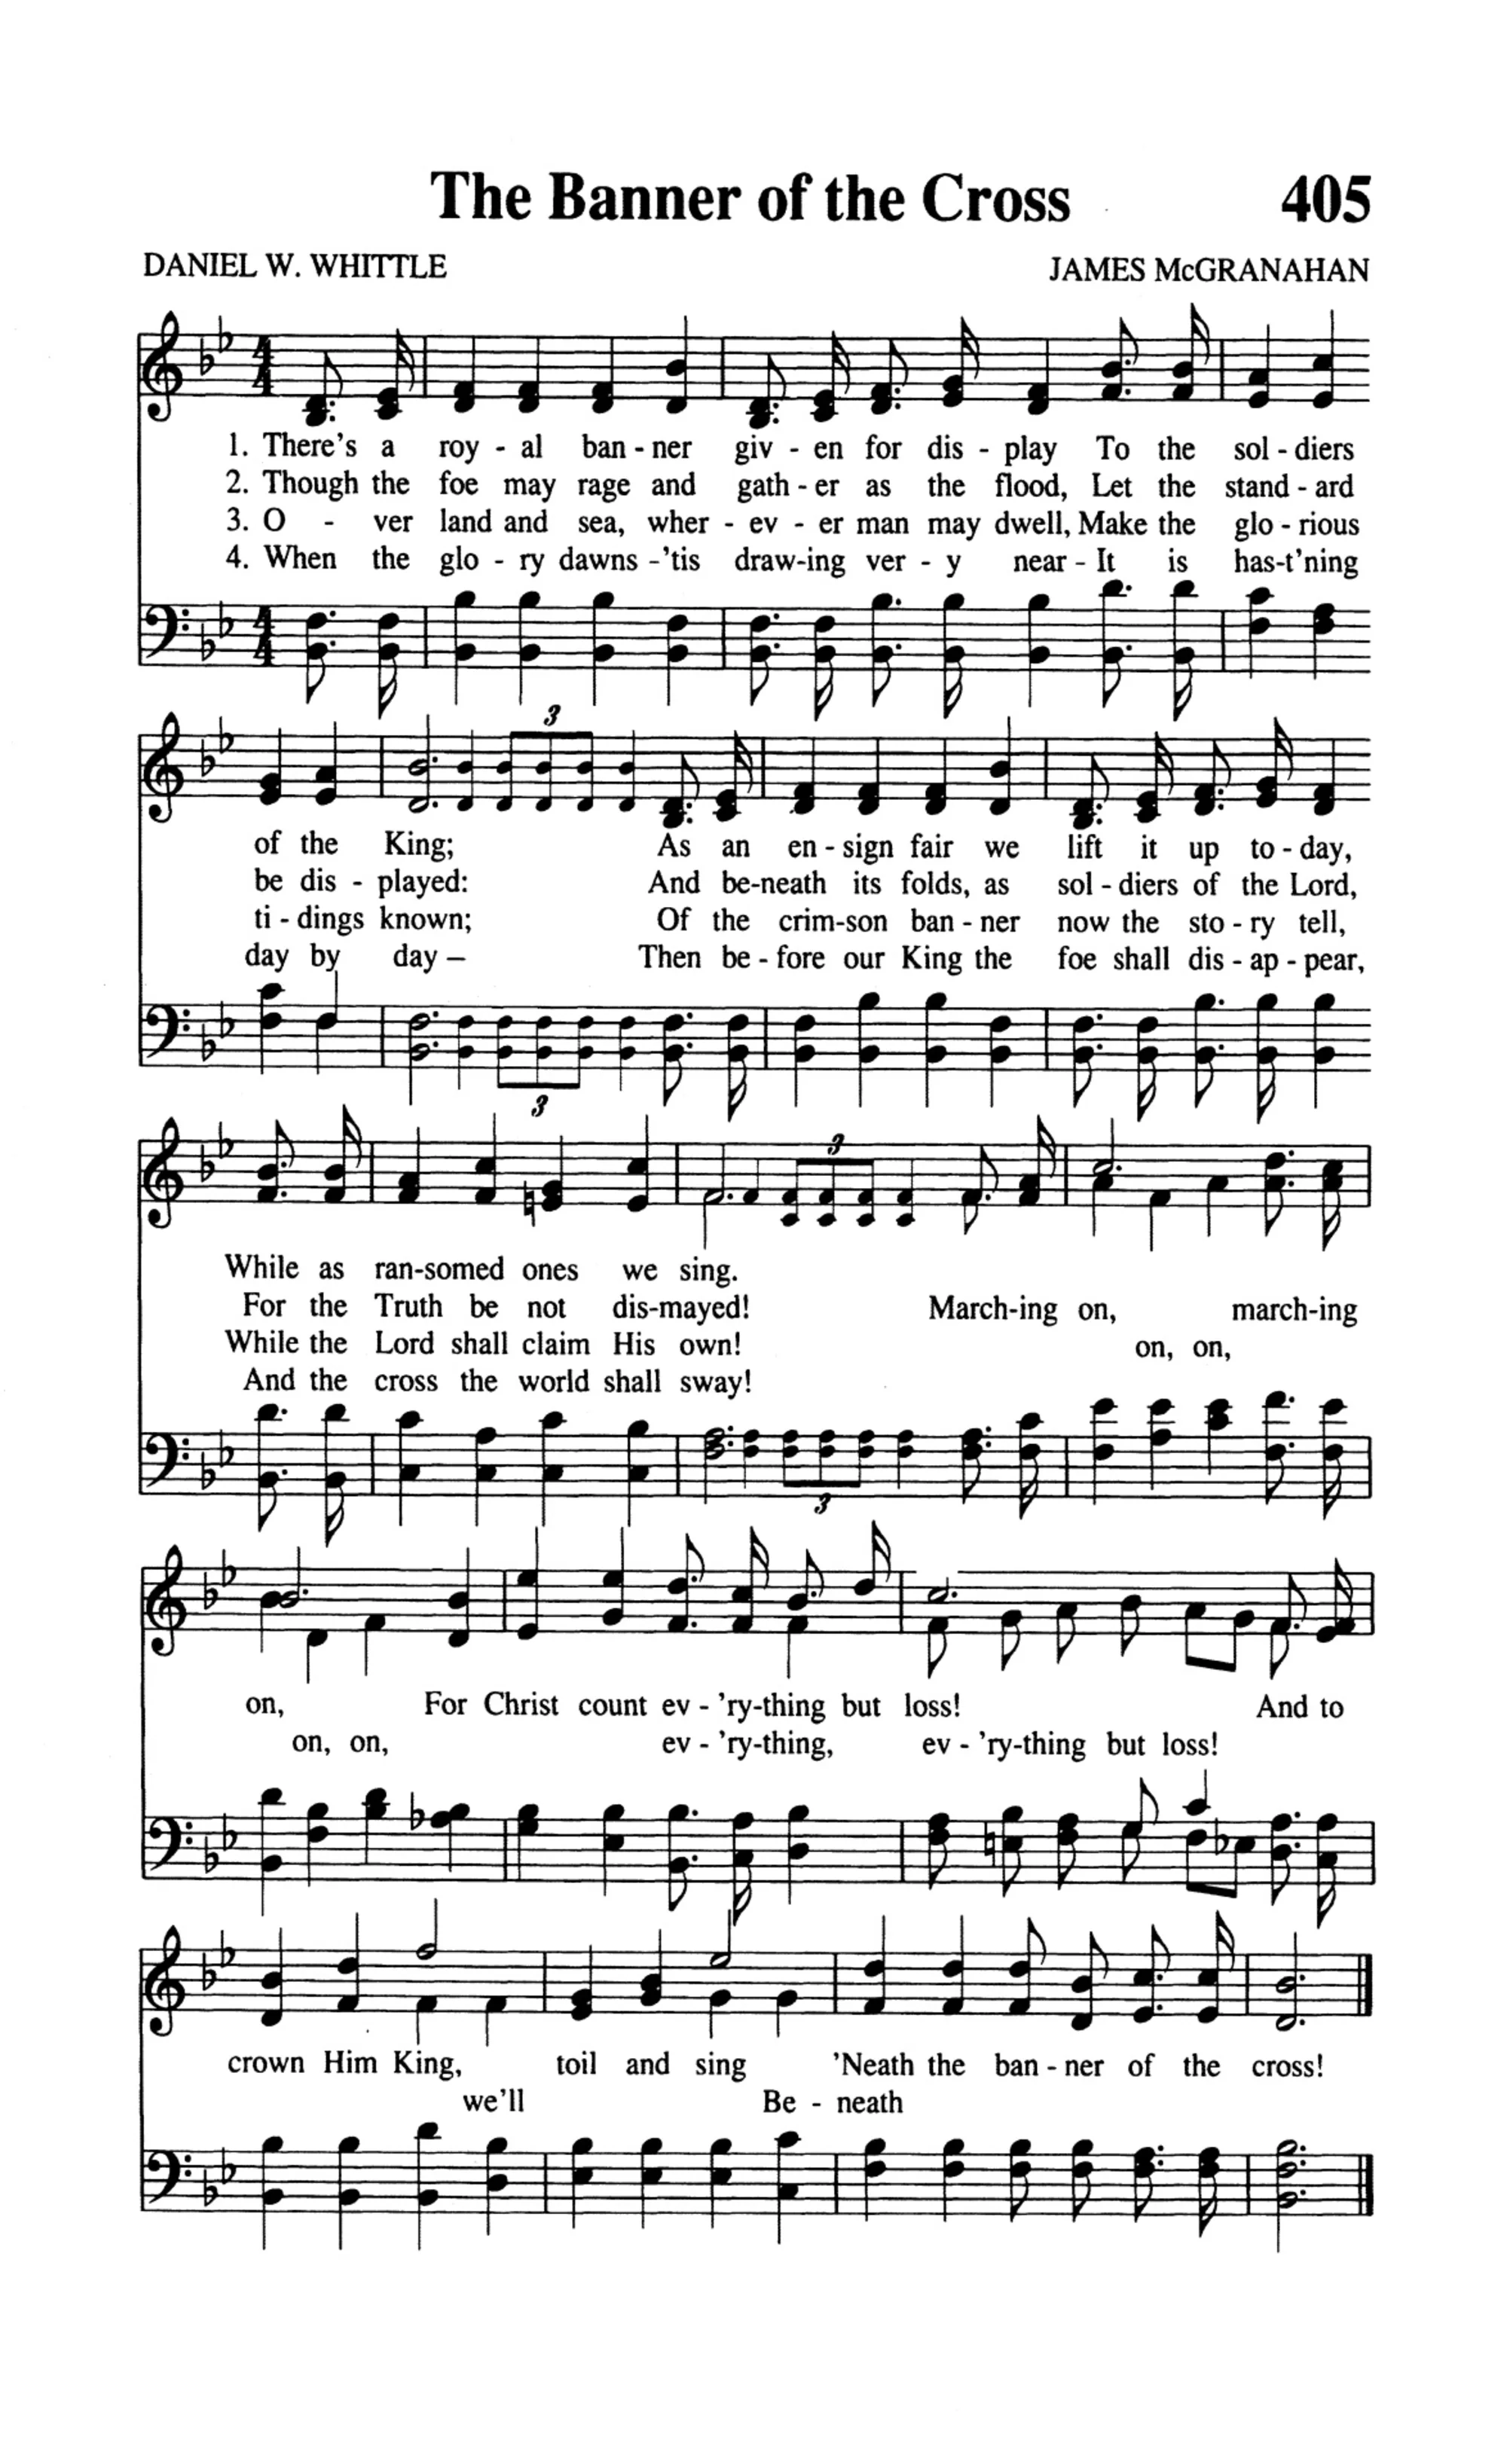 The Banner of the Cross 405
DANIEL W. WHITTLE JAMES McGRANAHAN
4 4
1. There's a roy - al ban - ner giv - en for dis - play To the sol - diers
2. Though the foe may rage and gath - er as the flood, Let the stand - ard
3. O - ver land and sea, wher - ev - er man may dwell, Make the glo - rious
4. When the glo - ry dawns -'tis draw-ing ver - y near - It is has-t'ning
4 4
3
of the King; As an en - sign fair we lift it up to - day,
be dis - played: And be-neath its folds, as sol - diers of the Lord,
ti - dings known; Of the crim-son ban - ner now the sto - ry tell,
day by day – Then be - fore our King the foe shall dis - ap - pear,
3
3
While as ran-somed ones we sing.
For the Truth be not dis-mayed! March-ing on, march-ing
While the Lord shall claim His own! on, on,
And the cross the world shall sway!
3
on, For Christ count ev - 'ry-thing but loss! And to
on, on, ev - 'ry-thing, ev - 'ry-thing but loss!
crown Him King, toil and sing 'Neath the ban - ner of the cross!
we'll Be - neath